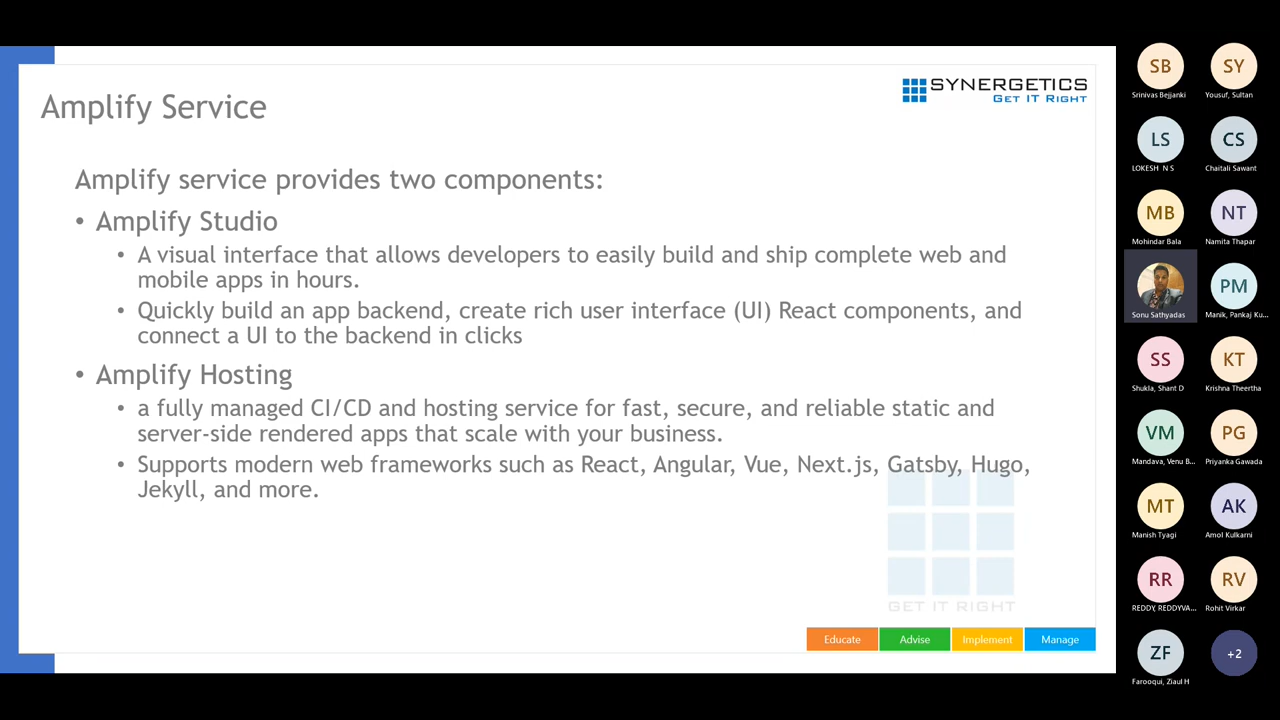 SYNERGETICS
GET IT RIGHT
Amplify Service
Amplify service provides two components:
• Amplify Studio
• A visual interface that allows developers to easily build and ship complete web and
mobile apps in hours.
• Quickly build an app backend, create rich user interface (UI) React components, and
connect a UI to the backend in clicks
• Amplify Hosting
• a fully managed CI/CD and hosting service for fast, secure, and reliable static and
server-side rendered apps that scale with your business.
• Supports modern web frameworks such as React, Angular, Vue, Next.js, Gatsby, Hugo,
Jekyll, and more.
GET IT RIGHT
Educate Advise Implement Manage
SB SY
Srinivas Bejjanki Yousuf, Sultan
LS CS
LOKESH N S Chaitali Sawant
MB NT
Mohindar Bala Namita Thapar
PM
Sonu Sathyadas Manik, Pankaj Ku...
SS KT
Shukla, Shant D Krishna Theertha
VM PG
Mandava, Venu B... Priyanka Gawada
MT AK
Manish Tyagi Amol Kulkarni
RR RV
REDDY, REDDYVA... Rohit Virkar
ZF +2
Farooqui, Ziaul H